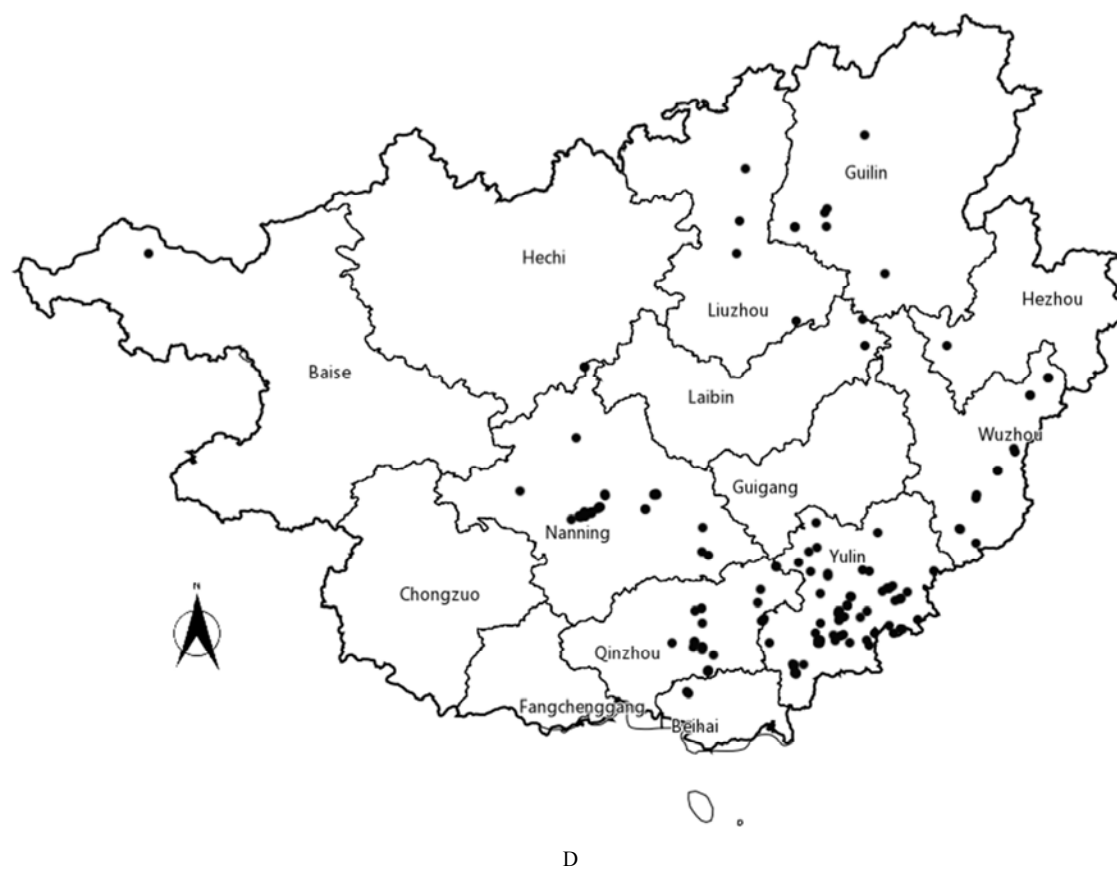 Guilin
Hechi
Hezhou
Liuzhou
Baise
Laibin
Wuzhou
Guigang
Nanning
Yulin
Chongzuo
N
Qinzhou
Fangchenggang
Beihai
D